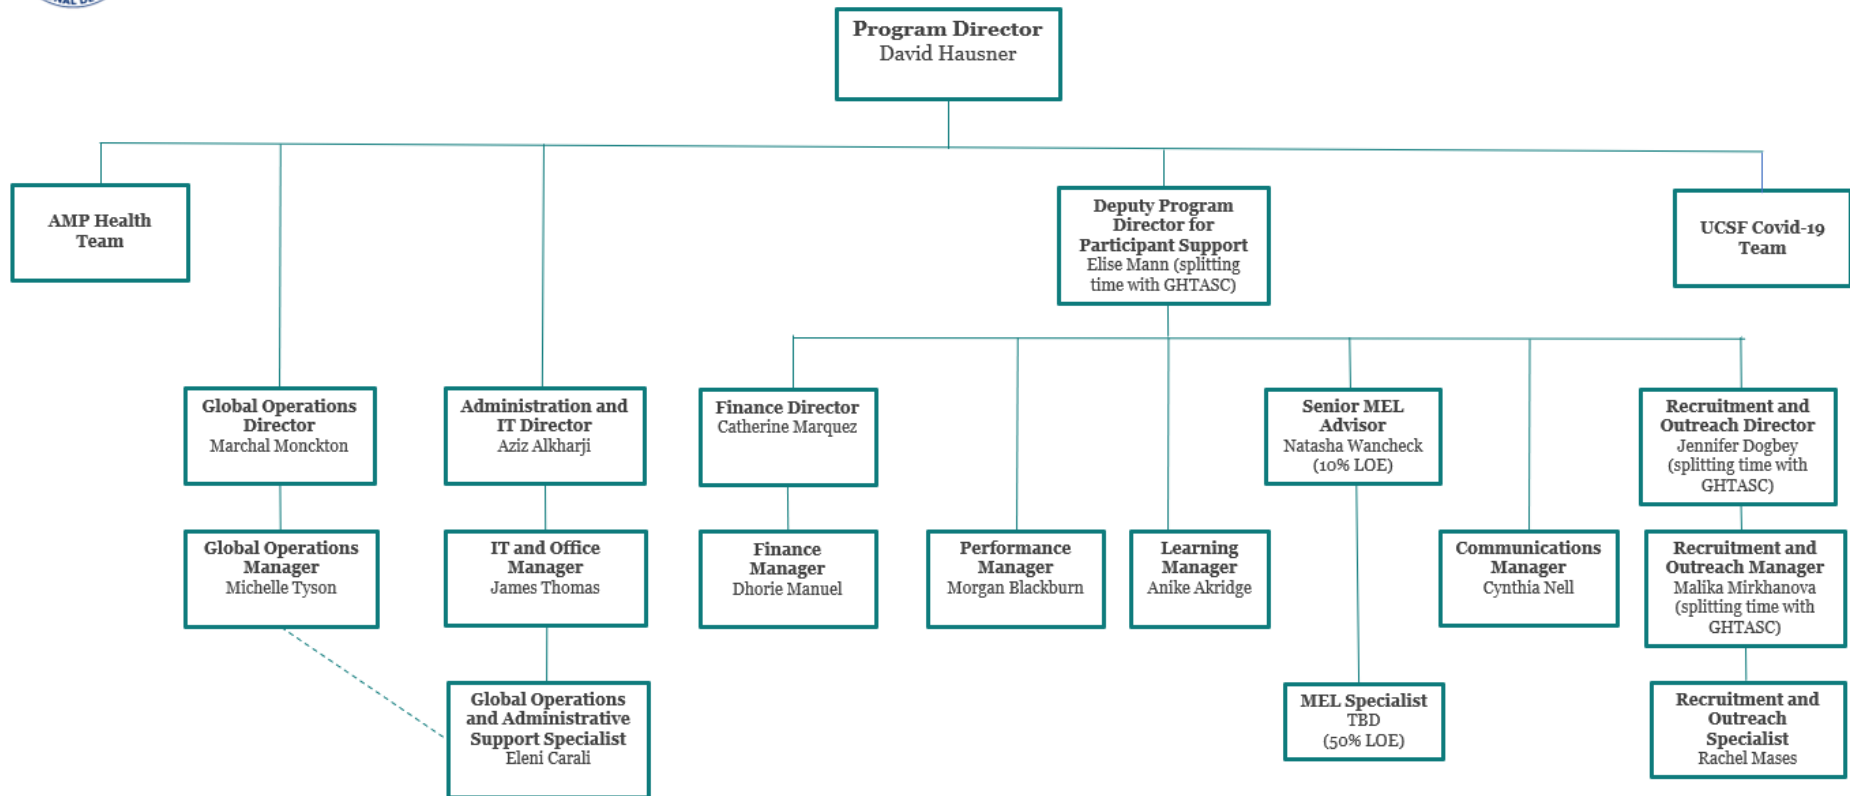 NAL DE
Program Director
David Hausner
AMP Health
Team
Deputy Program
Director for
Participant Support
Elise Mann (splitting
time with GHTASC)
UCSF Covid-19
Team
Global Operations
Director
Marchal Monckton
Administration and
IT Director
Aziz Alkharji
Finance Director
Catherine Marquez
Senior MEL
Advisor
Natasha Wancheck
(10% LOE)
Recruitment and
Outreach Director
Jennifer Dogbey
(splitting time with
GHTASC)
Global Operations
Manager
Michelle Tyson
IT and Office
Manager
James Thomas
Finance
Manager
Dhorie Manuel
Performance
Manager
Morgan Blackburn
Learning
Manager
Anike Akridge
Communications
Manager
Cynthia Nell
Recruitment and
Outreach Manager
Malika Mirkhanova
(splitting time with
GHTASC)
Global Operations
and Administrative
Support Specialist
Eleni Carali
MEL Specialist
TBD
(50% LOE)
Recruitment and
Outreach
Specialist
Rachel Mases